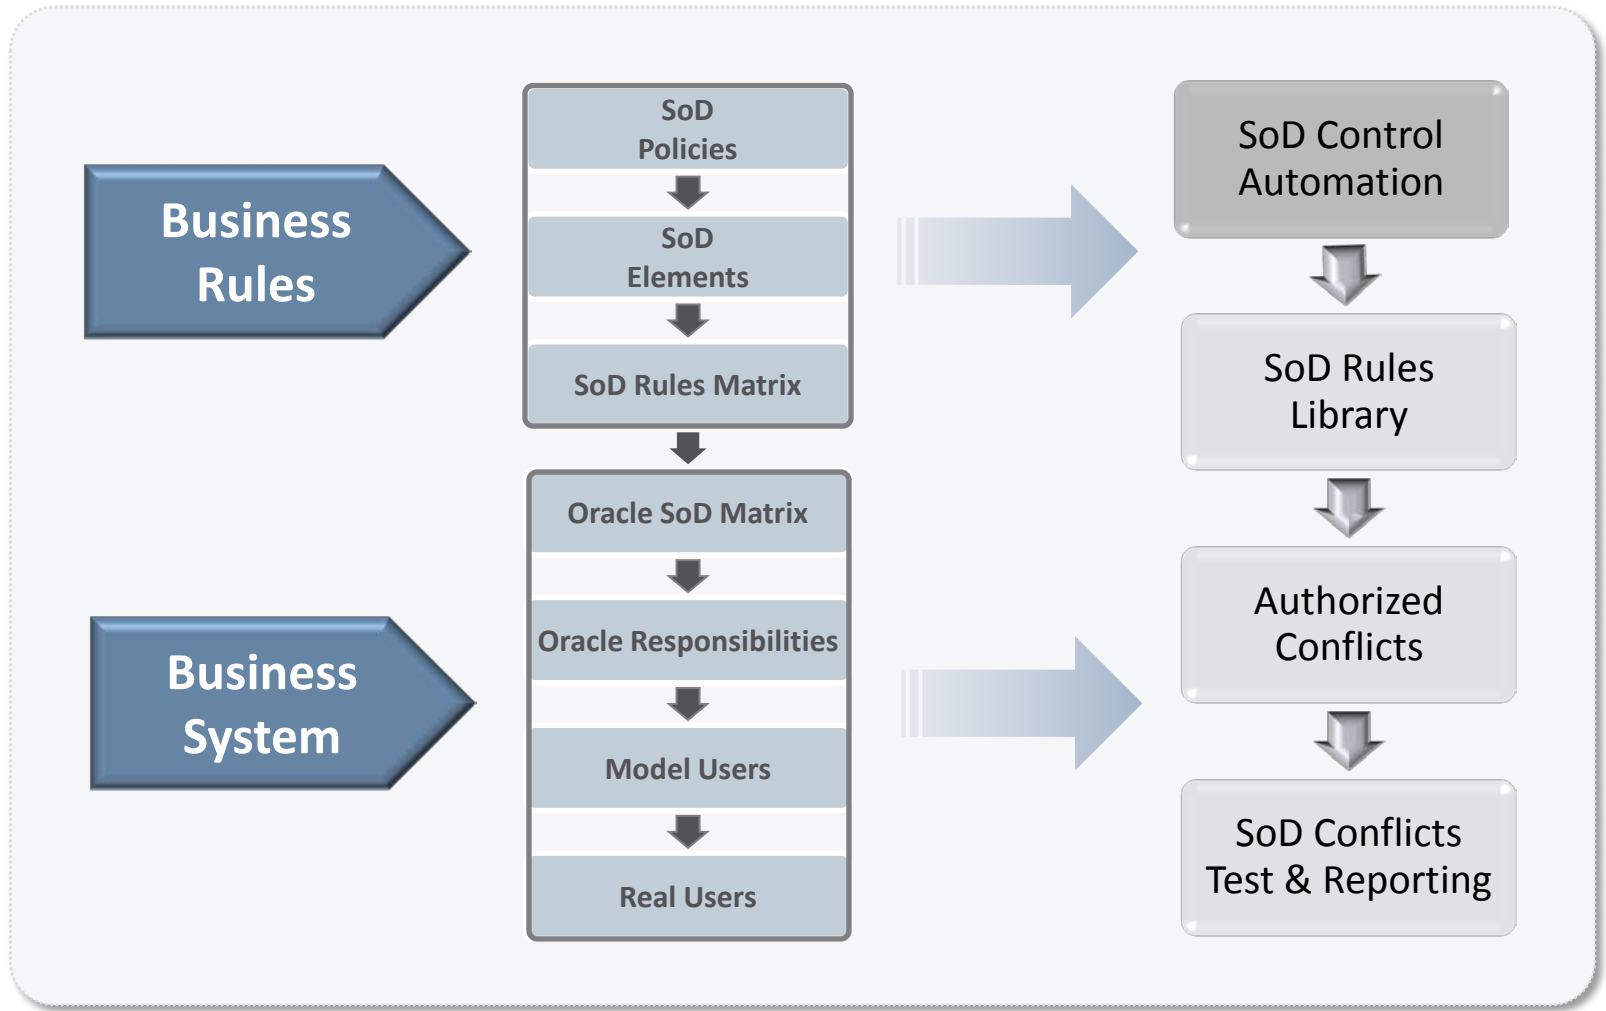 Business
Rules
SoD
Policies
SoD
Elements
SoD Rules Matrix
Business
System
Oracle SoD Matrix
Oracle Responsibilities
Model Users
Real Users
SoD Control
Automation
SoD Rules
Library
Authorized
Conflicts
SoD Conflicts
Test & Reporting